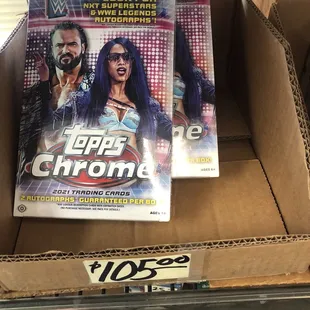 NXT SUPERSTARS
& WWE LEGENDS
AUTOGRAPHS
Topps
Chrome
2021 TRADING CARDS
2 AUTOGRAPHS GUARANTEED PER BOX
$105.00